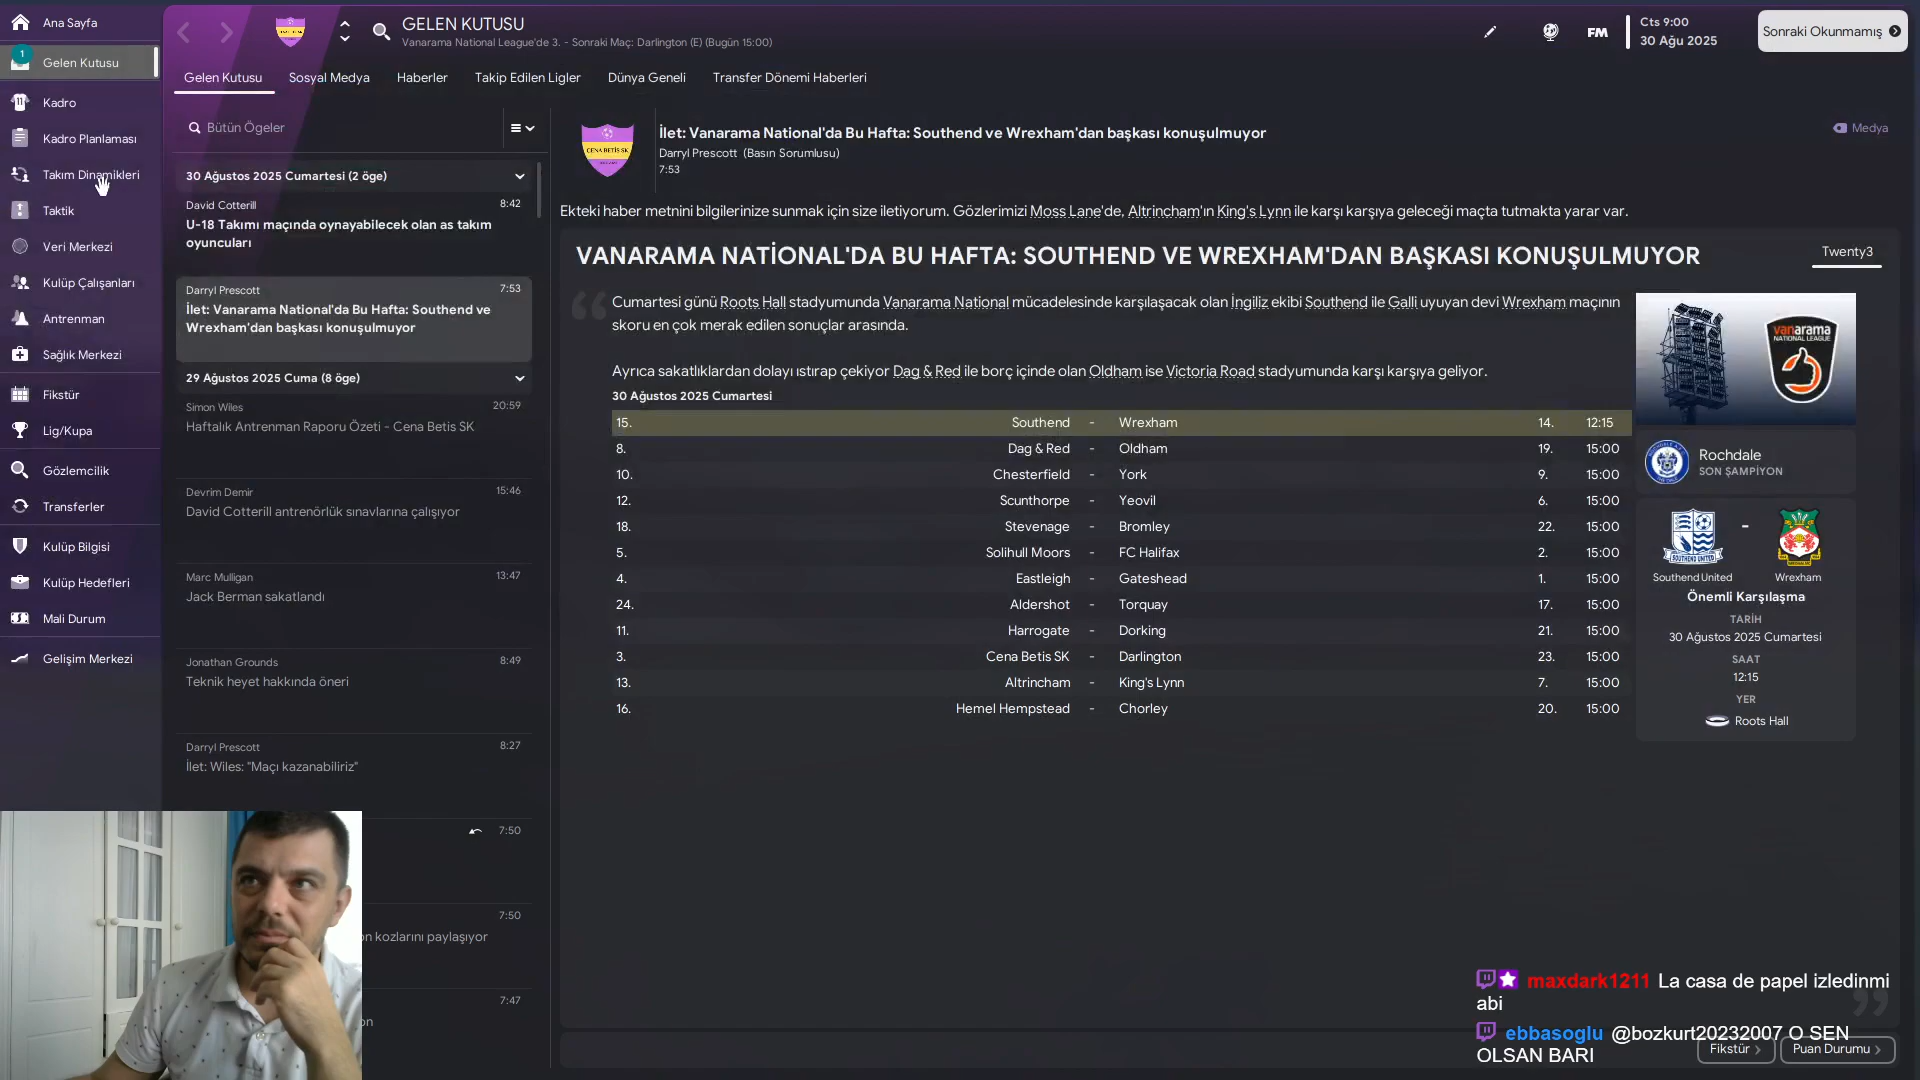 Ana Sayfa
1
Gelen Kutusu
Kadro
Kadro Planlaması
Takım Dinamikleri
Taktik
Veri Merkezi
Kulüp Çalışanları
Antrenman
Sağlık Merkezi
Fikstür
Lig/Kupa
Gözlemcilik
Transferler
Kulüp Bilgisi
Kulüp Hedefleri
Mali Durum
Gelişim Merkezi
GELEN KUTUSU
Vanarama National League'de 3. - Sonraki Maç: Darlington (E) (Bugün 15:00)
FM
Cts 9:00
30 Ağu 2025
Sonraki Okunmamış
Gelen Kutusu Sosyal Medya Haberler Takip Edilen Ligler Dünya Geneli Transfer Dönemi Haberleri
Bütün Ögeler
30 Ağustos 2025 Cumartesi (2 öge)
David Cotterill 8:42
U-18 Takımı maçında oynayabilecek olan as takım
oyuncuları
Darryl Prescott 7:53
İlet: Vanarama National'da Bu Hafta: Southend ve
Wrexham'dan başkası konuşulmuyor
29 Ağustos 2025 Cuma (8 öge)
Simon Wiles 20:59
Haftalık Antrenman Raporu Özeti - Cena Betis SK
Devrim Demir 15:46
David Cotterill antrenörlük sınavlarına çalışıyor
Marc Mulligan 13:47
Jack Berman sakatlandı
Jonathan Grounds 8:49
Teknik heyet hakkında öneri
Darryl Prescott 8:27
İlet: Wiles: "Maçı kazanabiliriz"
7:50
7:50
on kozlarını paylaşıyor
7:47
on
CENA BETİS SK
İlet: Vanarama National'da Bu Hafta: Southend ve Wrexham'dan başkası konuşulmuyor
Darryl Prescott (Basın Sorumlusu)
7:53
Medya
Ekteki haber metnini bilgilerinize sunmak için size iletiyorum. Gözlerimizi Moss Lane'de, Altrincham'ın King's Lynn ile karşı karşıya geleceği maçta tutmakta yarar var.
VANARAMA NATİONAL'DA BU HAFTA: SOUTHEND VE WREXHAM'DAN BAŞKASI KONUŞULMUYOR
Twenty3
Cumartesi günü Roots Hall stadyumunda Vanarama National mücadelesinde karşılaşacak olan İngiliz ekibi Southend ile Galli uyuyan devi Wrexham maçının
skoru en çok merak edilen sonuçlar arasında.
Ayrıca sakatlıklardan dolayı ıstırap çekiyor Dag & Red ile borç içinde olan Oldham ise Victoria Road stadyumunda karşı karşıya geliyor.
30 Ağustos 2025 Cumartesi
15. Southend - Wrexham 14. 12:15
8. Dag & Red - Oldham 19. 15:00
10. Chesterfield - York 9. 15:00
12. Scunthorpe - Yeovil 6. 15:00
18. Stevenage - Bromley 22. 15:00
5. Solihull Moors - FC Halifax 2. 15:00
4. Eastleigh - Gateshead 1. 15:00
24. Aldershot - Torquay 17. 15:00
11. Harrogate - Dorking 21. 15:00
3. Cena Betis SK - Darlington 23. 15:00
13. Altrincham - King's Lynn 7. 15:00
16. Hemel Hempstead - Chorley 20. 15:00
vanarama
NATIONAL LEAGUE
Rochdale
SON ŞAMPİYON
-
Southend United Wrexham
Önemli Karşılaşma
TARİH
30 Ağustos 2025 Cumartesi
SAAT
12:15
YER
Roots Hall
maxdark1211 La casa de papel izledinmi
abi
ebbasoglu @bozkurt20232007 O SEN
OLSAN BARI
Fikstür
Puan Durumu